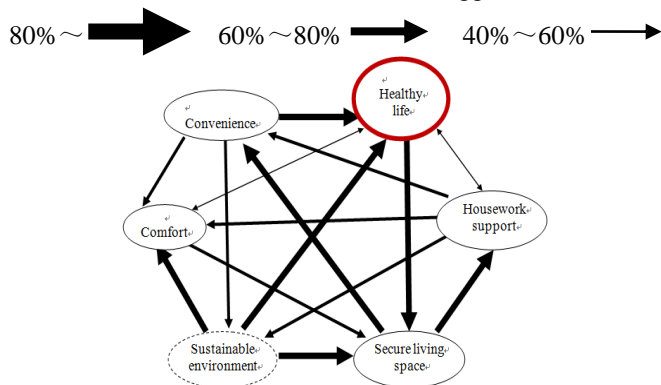 80%～ 60%～80% 40%～60%
Healthy
life
Convenience
Housework
support
Comfort
Sustainable
environment
Secure living
space